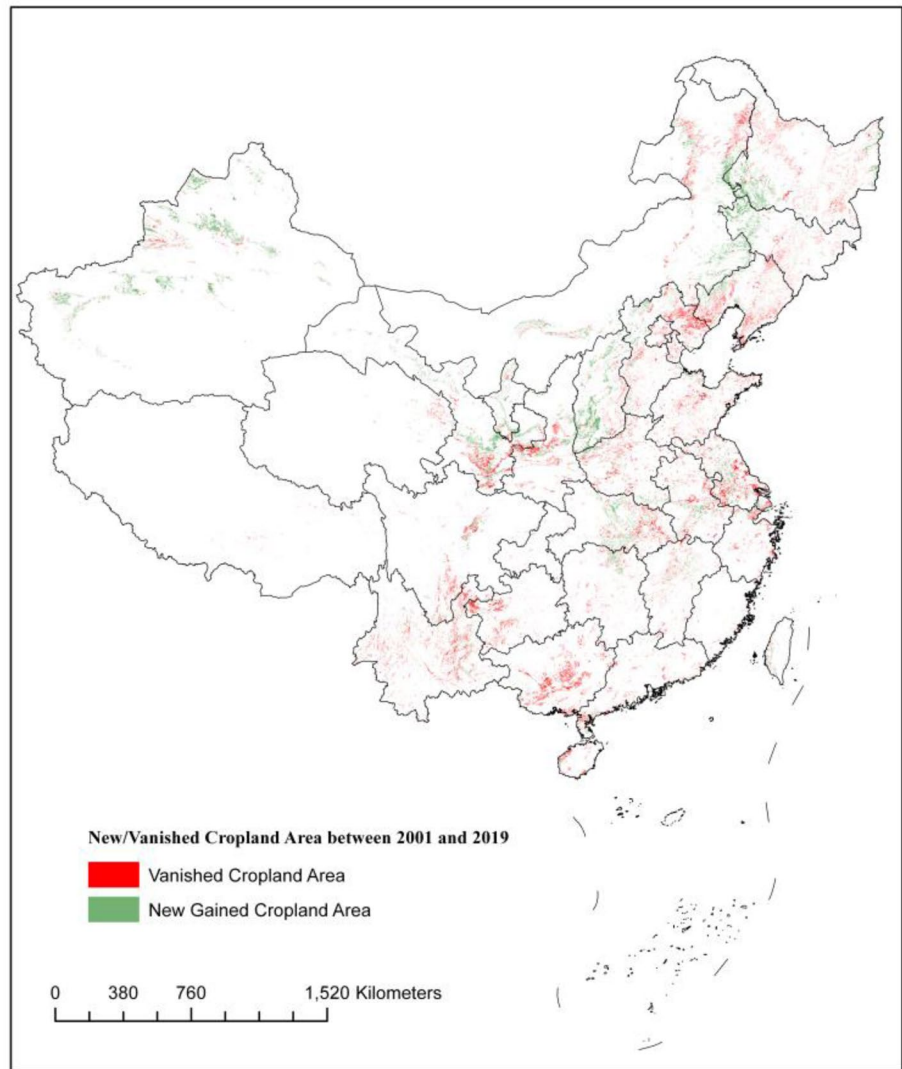 New/Vanished Cropland Area between 2001 and 2019
Vanished Cropland Area
New Gained Cropland Area
0 380 760 1,520 Kilometers